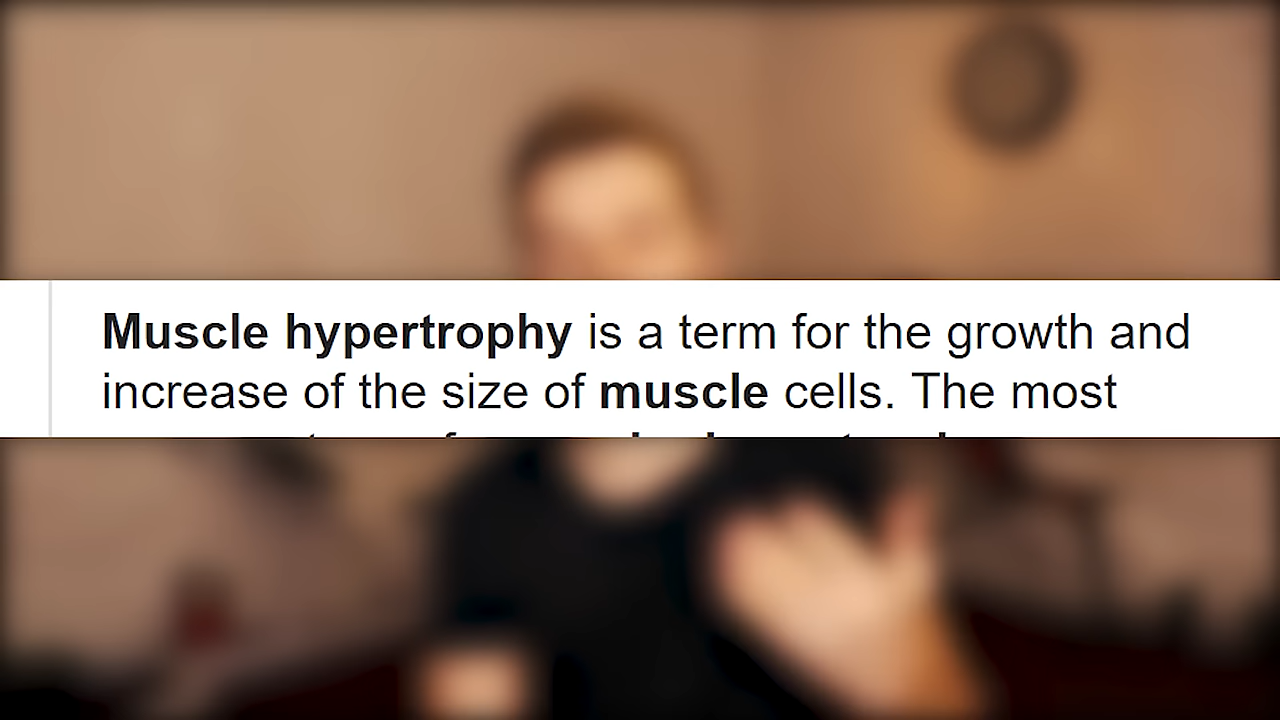 Muscle hypertrophy is a term for the growth and
increase of the size of muscle cells. The most